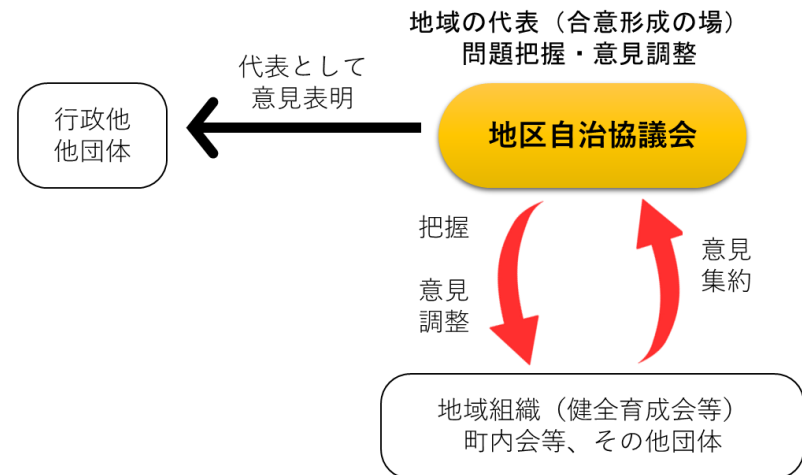 地域の代表（合意形成の場）
問題把握・意見調整
代表として
意見表明
行政他
他団体
地区自治協議会
把握
意見
調整
意見
集約
地域組織（健全育成会等）
町内会等、その他団体